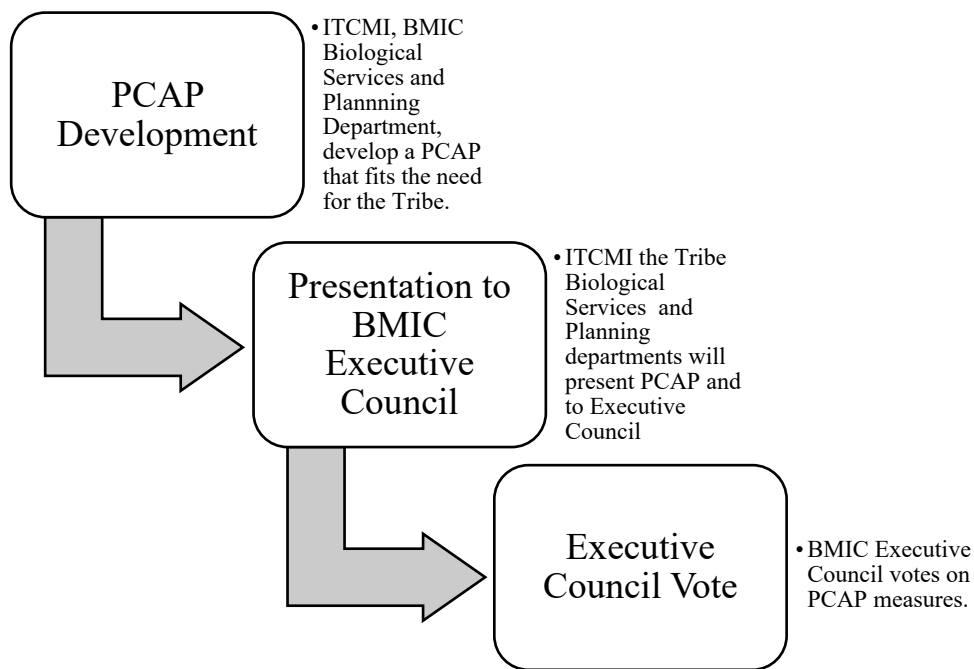 PCAP
Development
• ITCMI, BMIC
Biological
Services and
Plannning
Department,
develop a PCAP
that fits the need
for the Tribe.
Presentation to
BMIC
Executive
Council
• ITCMI the Tribe
Biological
Services and
Planning
departments will
present PCAP and
to Executive
Council
Executive
Council Vote
• BMIC Executive
Council votes on
PCAP measures.